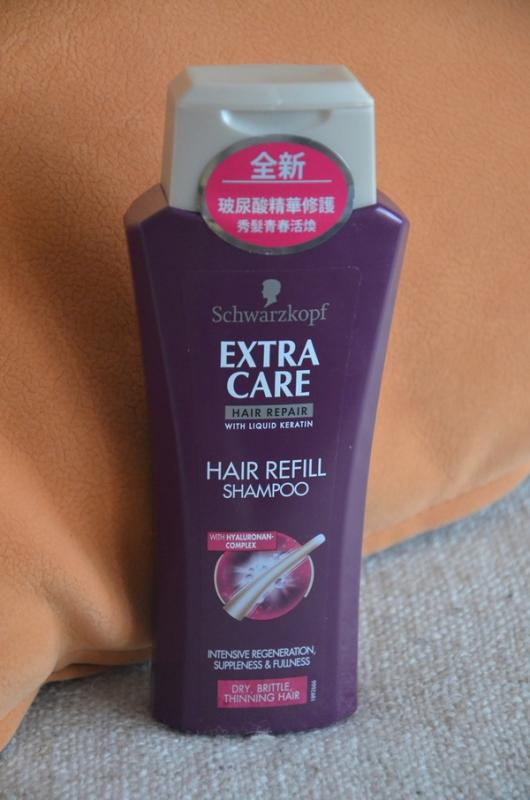 全新
玻尿酸精華修護
秀髮青春活煥
Schwarzkopf
EXTRA
CARE
HAIR REPAIR
WITH LIQUID KERATIN
HAIR REFILL
SHAMPOO
WITH HYALURONAN-
COMPLEX
INTENSIVE REGENERATION,
SUPPLENESS & FULLNESS
DRY, BRITTLE,
THINNING HAIR